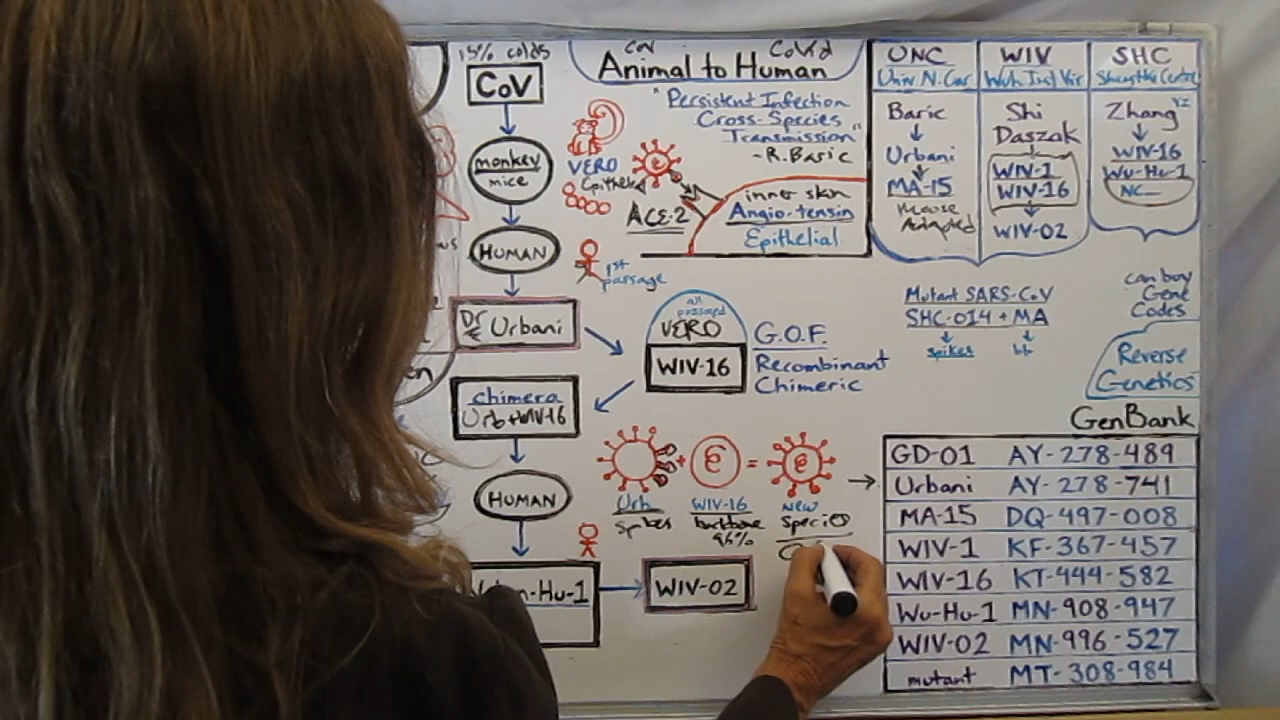 15% colds
CoV
monkey
mice
HUMAN
Dr Urbani
chimera
Urb+WIV-16
HUMAN
-Hu-1
Cov Covid
Animal to Human
"Persistent Infection
Cross-Species
Transmission"
-R.Baric
VERO
Epithelial
ACE-2
inner skin
Angio-tensin
Epithelial
1st
passage
all
passaged
VERO
WIV-16
G.O.F.
Recombinant
Chimeric
+ =
Urb
Spikes
WIV-16
backbone
96%
NEW
Species
WIV-02
UNC WIV SHC
Univ N. Car Wuh Inst Vir
Baric
Urbani
MA-15
Mouse
Adapted
Shi
Daszak
WIV-1
WIV-16
WIV-02
Zhang YZ
WIV-16
Wu-Hu-1
NC
Mutant SARS-CoV
SHC-014 + MA
spikes bb
can buy
Gene
Codes
Reverse
Genetics
GenBank
GD-01 AY-278-489
Urbani AY-278-741
MA-15 DQ-497-008
WIV-1 KF-367-457
WIV-16 KT-444-582
Wu-Hu-1 MN-908-947
WIV-02 MN-996-527
mutant MT-308-984